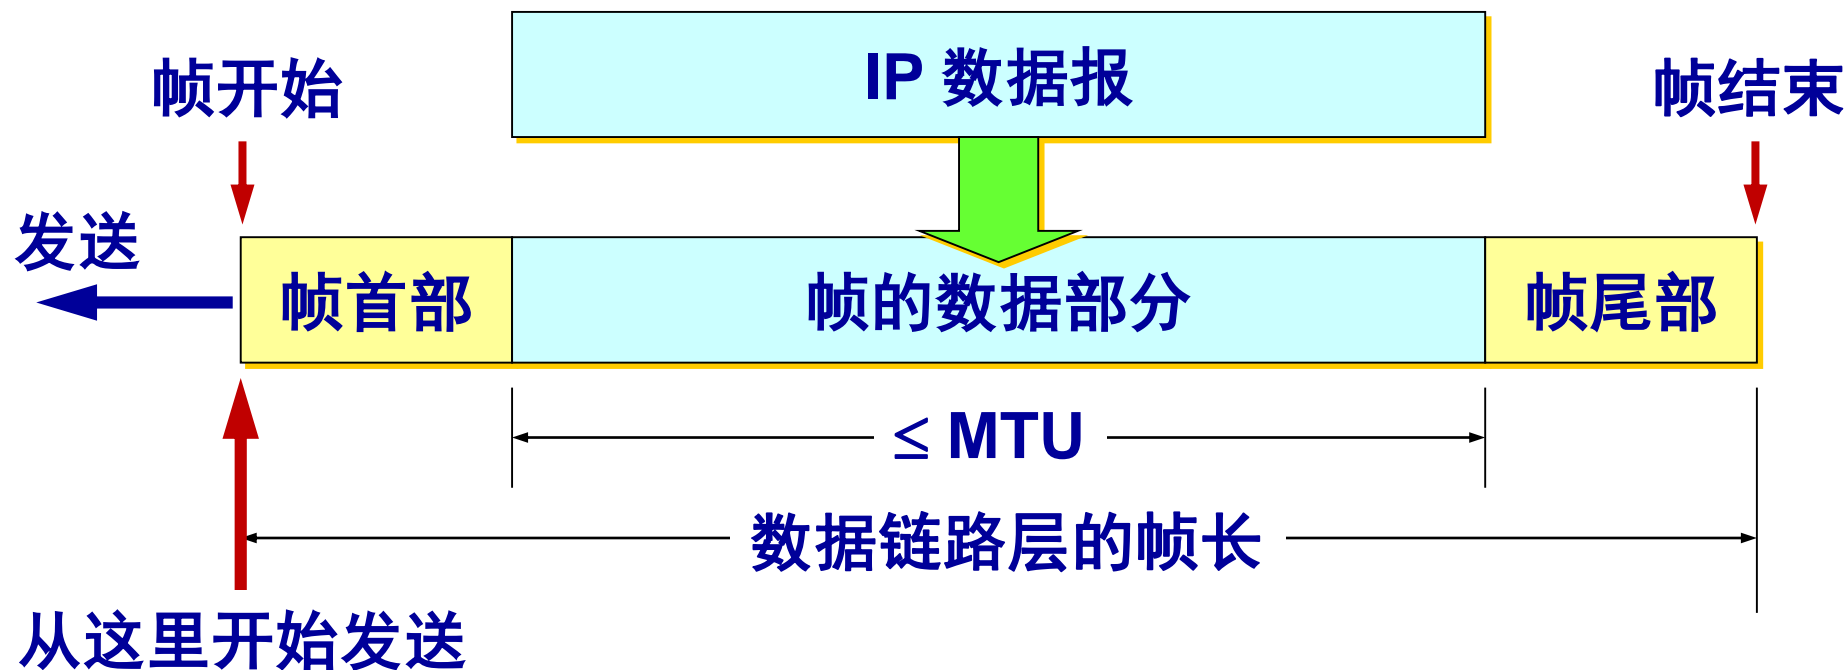 IP 数据报
帧开始
帧结束
发送
帧首部
帧的数据部分
帧尾部
≤ MTU
数据链路层的帧长
从这里开始发送